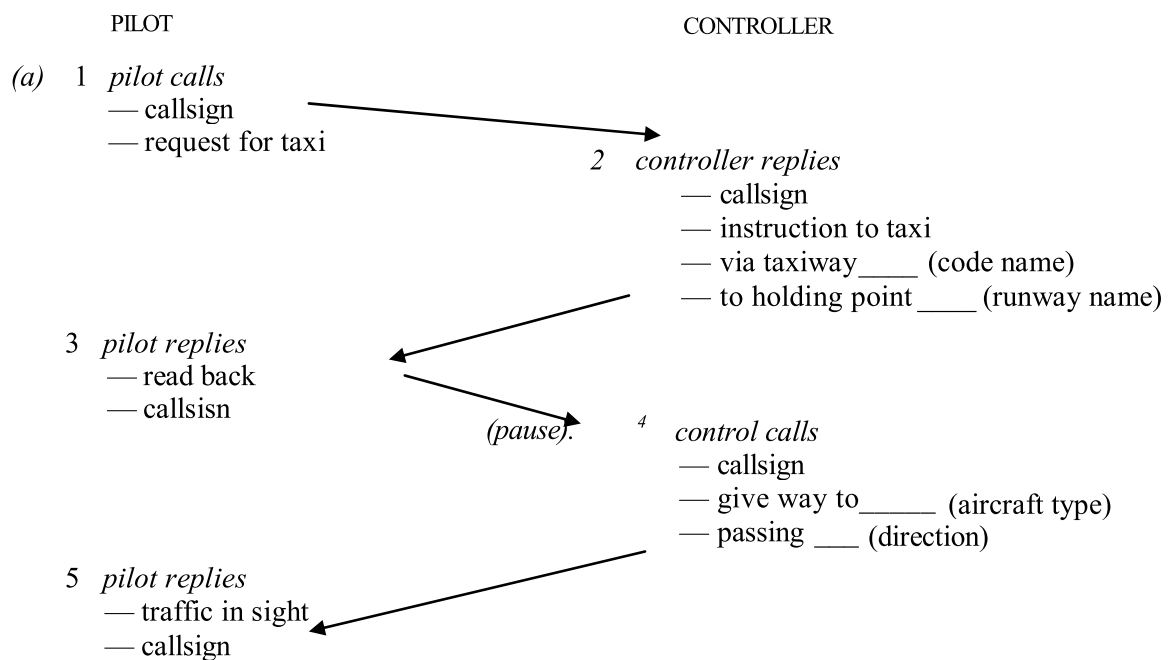 PILOT CONTROLLER
(a) 1 pilot calls
— callsign
— request for taxi
2 controller replies
— callsign
— instruction to taxi
— via taxiway____ (code name)
— to holding point ____ (runway name)
3 pilot replies
— read back
— callsisn
(pause).
4 control calls
— callsign
— give way to_____ (aircraft type)
— passing ___ (direction)
5 pilot replies
— traffic in sight
— callsign